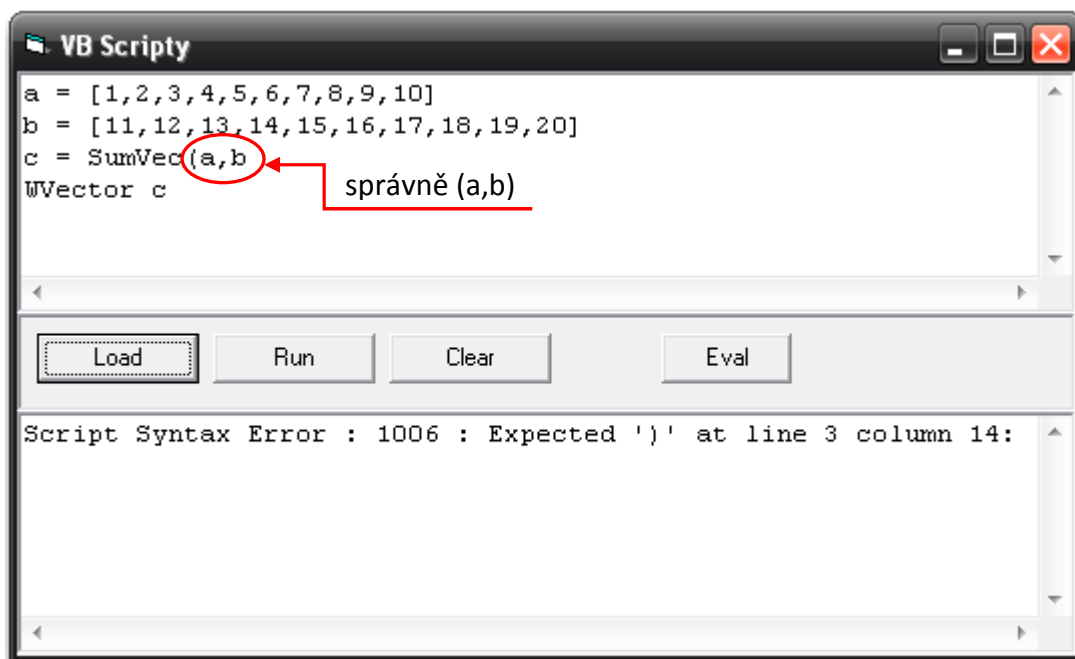 VB Scripty
a = [1,2,3,4,5,6,7,8,9,10]
b = [11,12,13,14,15,16,17,18,19,20]
c = SumVec(a,b
WVector c
správně (a,b)
Load Run Clear Eval
Script Syntax Error : 1006 : Expected ')' at line 3 column 14: